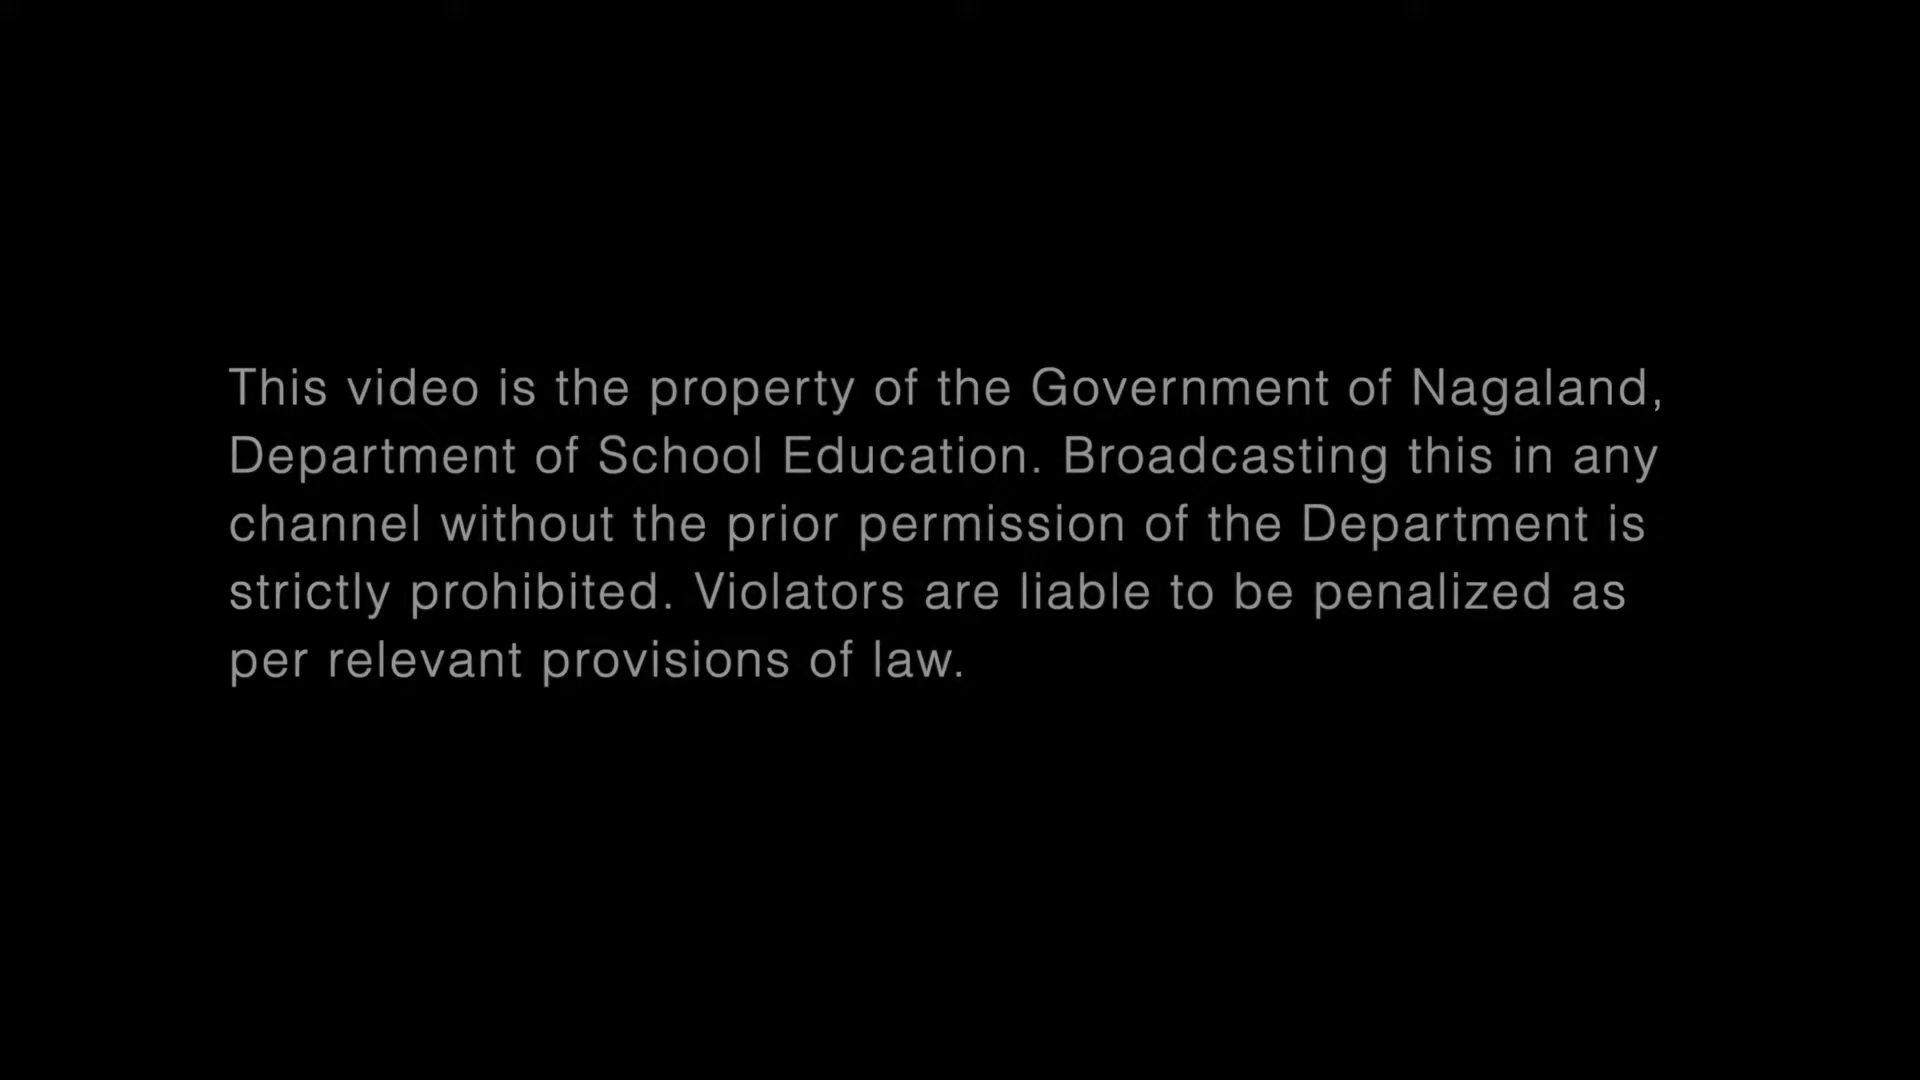 This video is the property of the Government of Nagaland,
Department of School Education. Broadcasting this in any
channel without the prior permission of the Department is
strictly prohibited. Violators are liable to be penalized as
per relevant provisions of law.